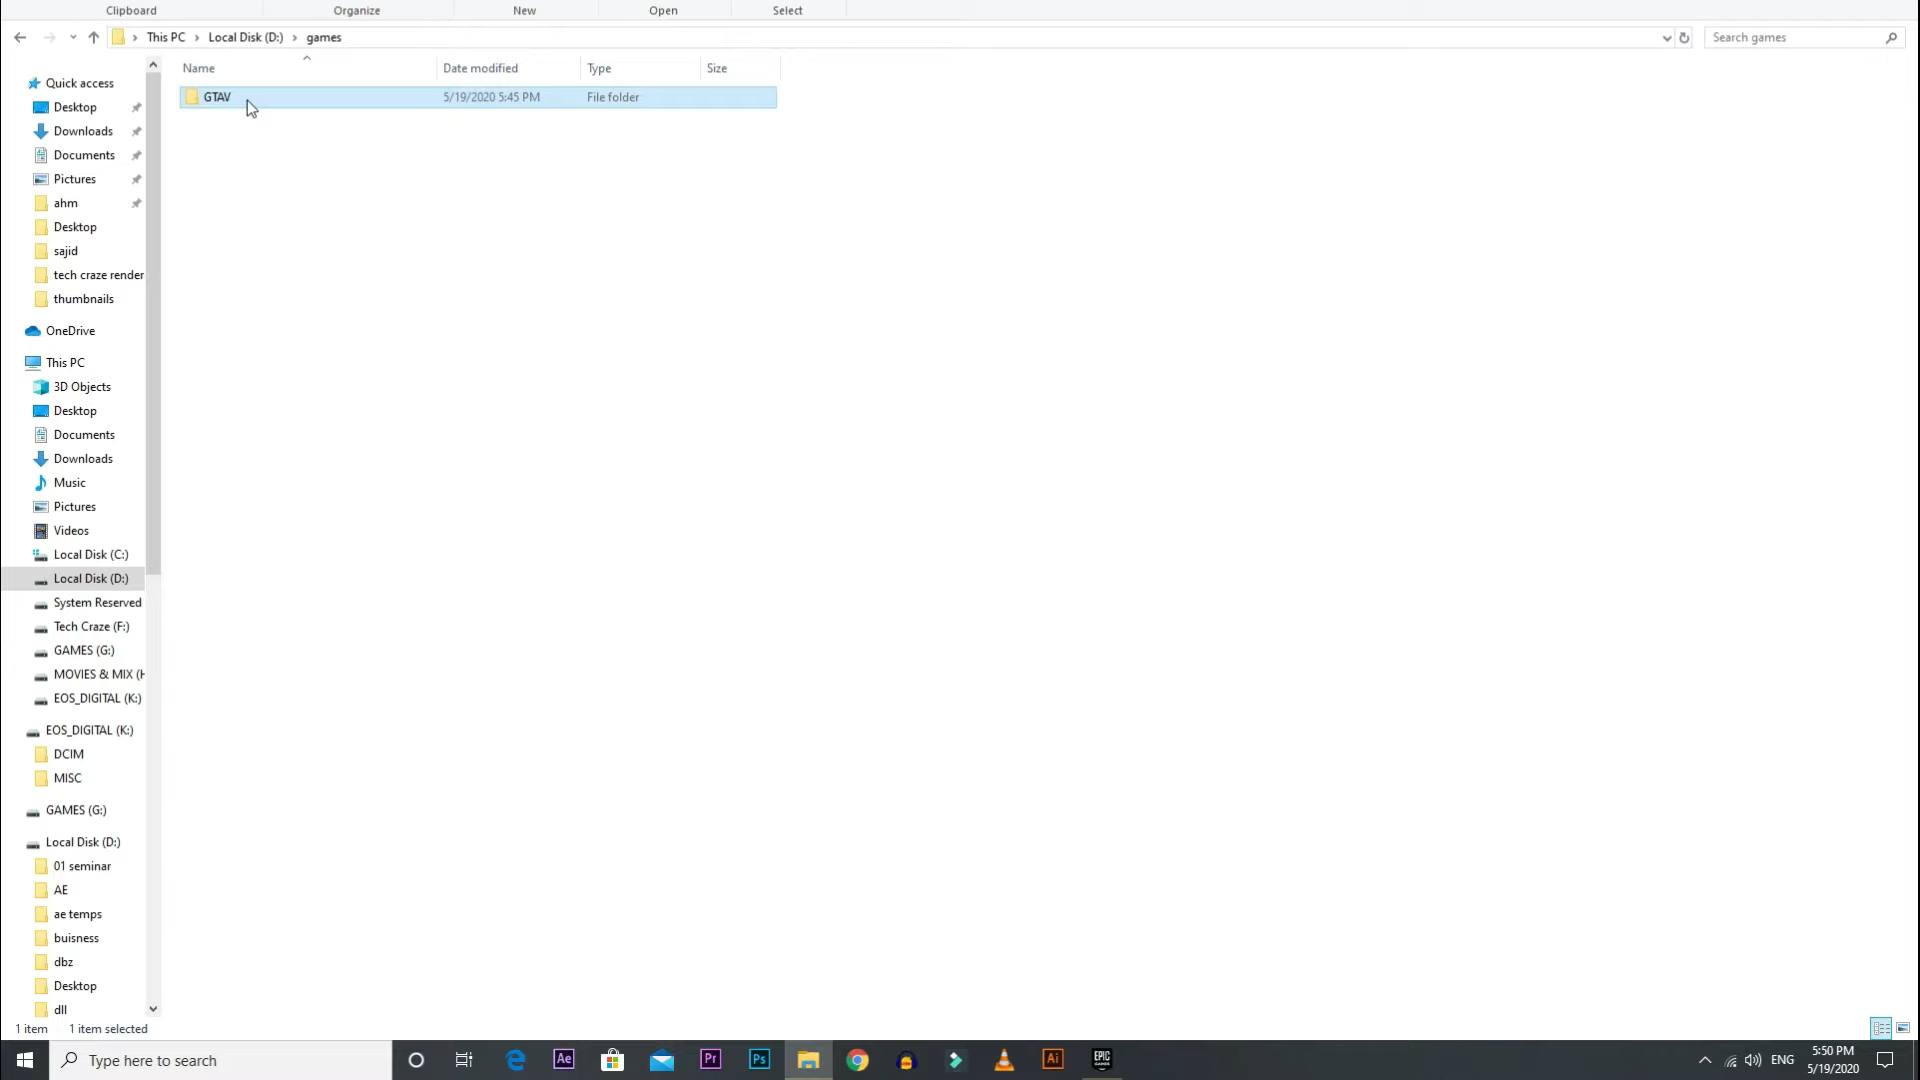 Clipboard Organize New Open Select
This PC Local Disk (D:) games
Search games
Name Date modified Type Size
GTAV 5/19/2020 5:45 PM File folder
Quick access
Desktop
Downloads
Documents
Pictures
ahm
Desktop
sajid
tech craze render
thumbnails
OneDrive
This PC
3D Objects
Desktop
Documents
Downloads
Music
Pictures
Videos
Local Disk (C:)
Local Disk (D:)
System Reserved
Tech Craze (F:)
GAMES (G:)
MOVIES & MIX (H
EOS_DIGITAL (K:)
EOS_DIGITAL (K:)
DCIM
MISC
GAMES (G:)
Local Disk (D:)
01 seminar
AE
ae temps
buisness
dbz
Desktop
dll
1 item 1 item selected
Type here to search
Ae
Pr
Ps
Ai
EPIC
GAMES
ENG
5:50 PM
5/19/2020